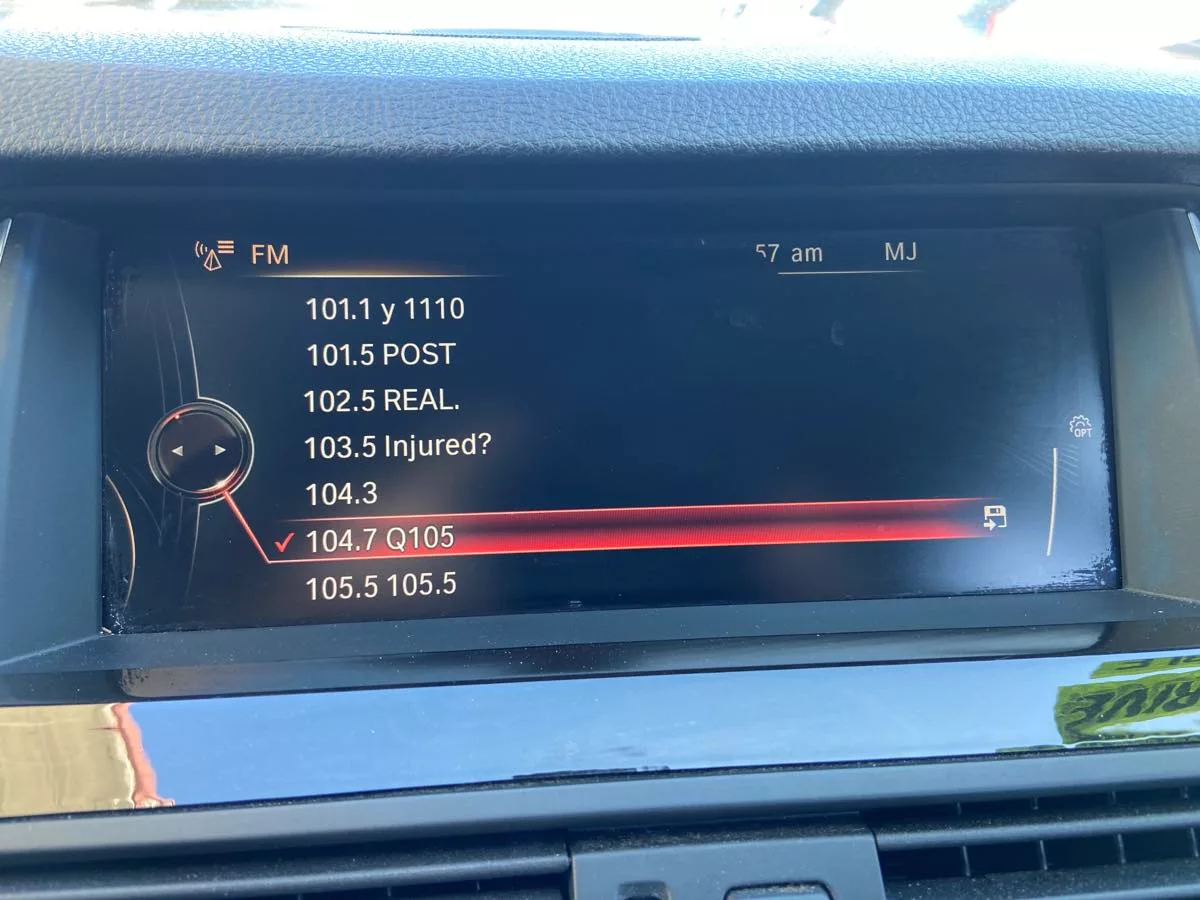 FM
57 am MJ
101.1 y 1110
101.5 POST
102.5 REAL.
103.5 Injured?
104.3
OPT
104.7 Q105
105.5 105.5
RIVE